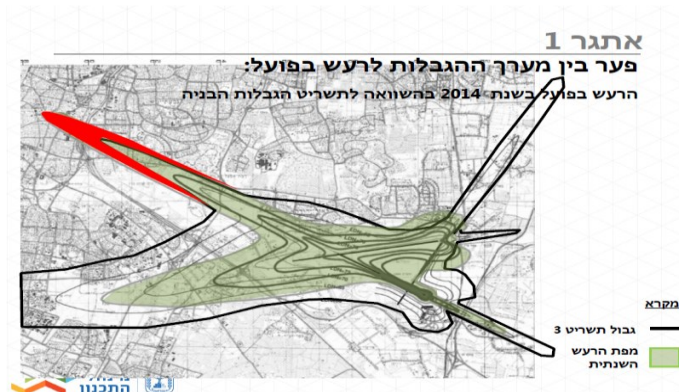 אתגר 1
פער בין מערך ההגבלות לרעש בפועל:
הרעש בפועל בשנת 2014 בהשוואה לתשריט הגבלות הבניה
מקרא
גבול תשריט 3
מפת הרעש
השנתית
התכנון